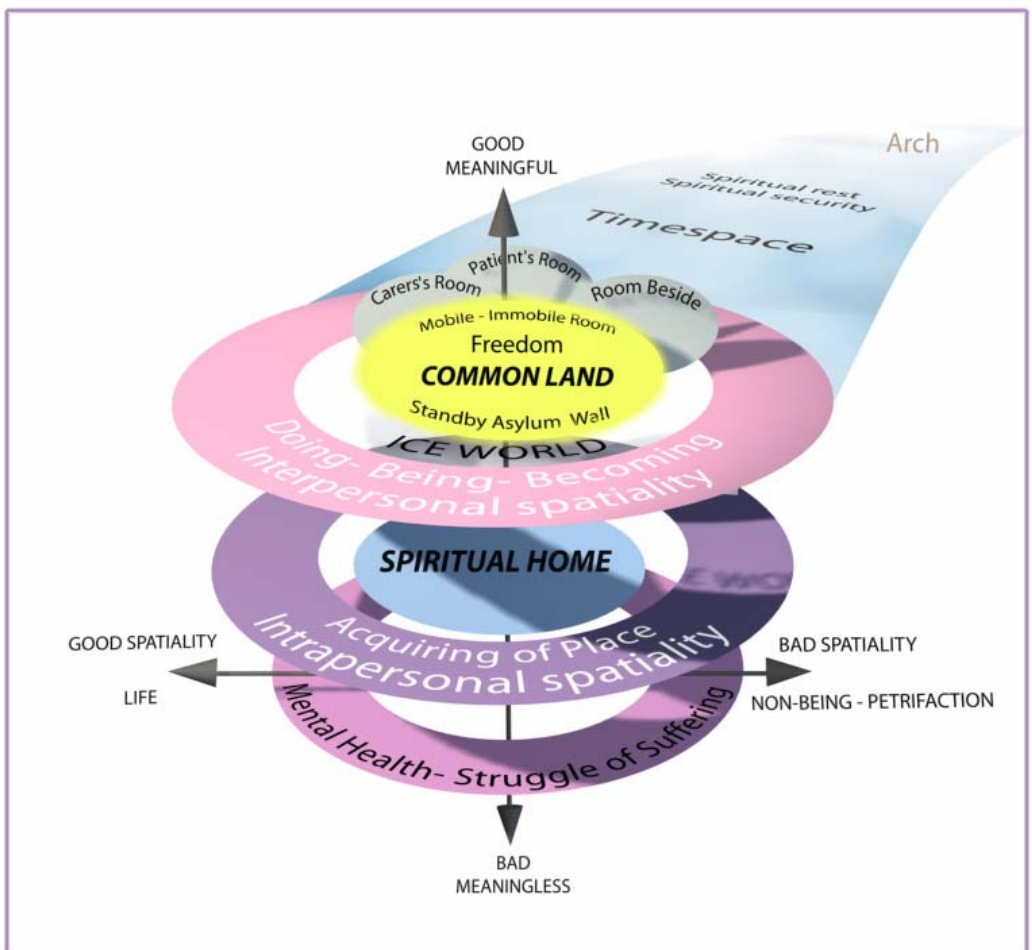 GOOD
MEANINGFUL
Arch
Spiritual rest
Spiritual security
Timespace
Patient's Room
Carers's Room
Room Beside
Mobile - Immobile Room
Freedom
COMMON LAND
Standby Asylum Wall
ICE WORLD
Doing- Being- Becoming
Interpersonal spatiality
SPIRITUAL HOME
Acquiring of Place
Intrapersonal spatiality
GOOD SPATIALITY
LIFE
BAD SPATIALITY
NON-BEING - PETRIFACTION
Mental Health- Struggle of Suffering
BAD
MEANINGLESS